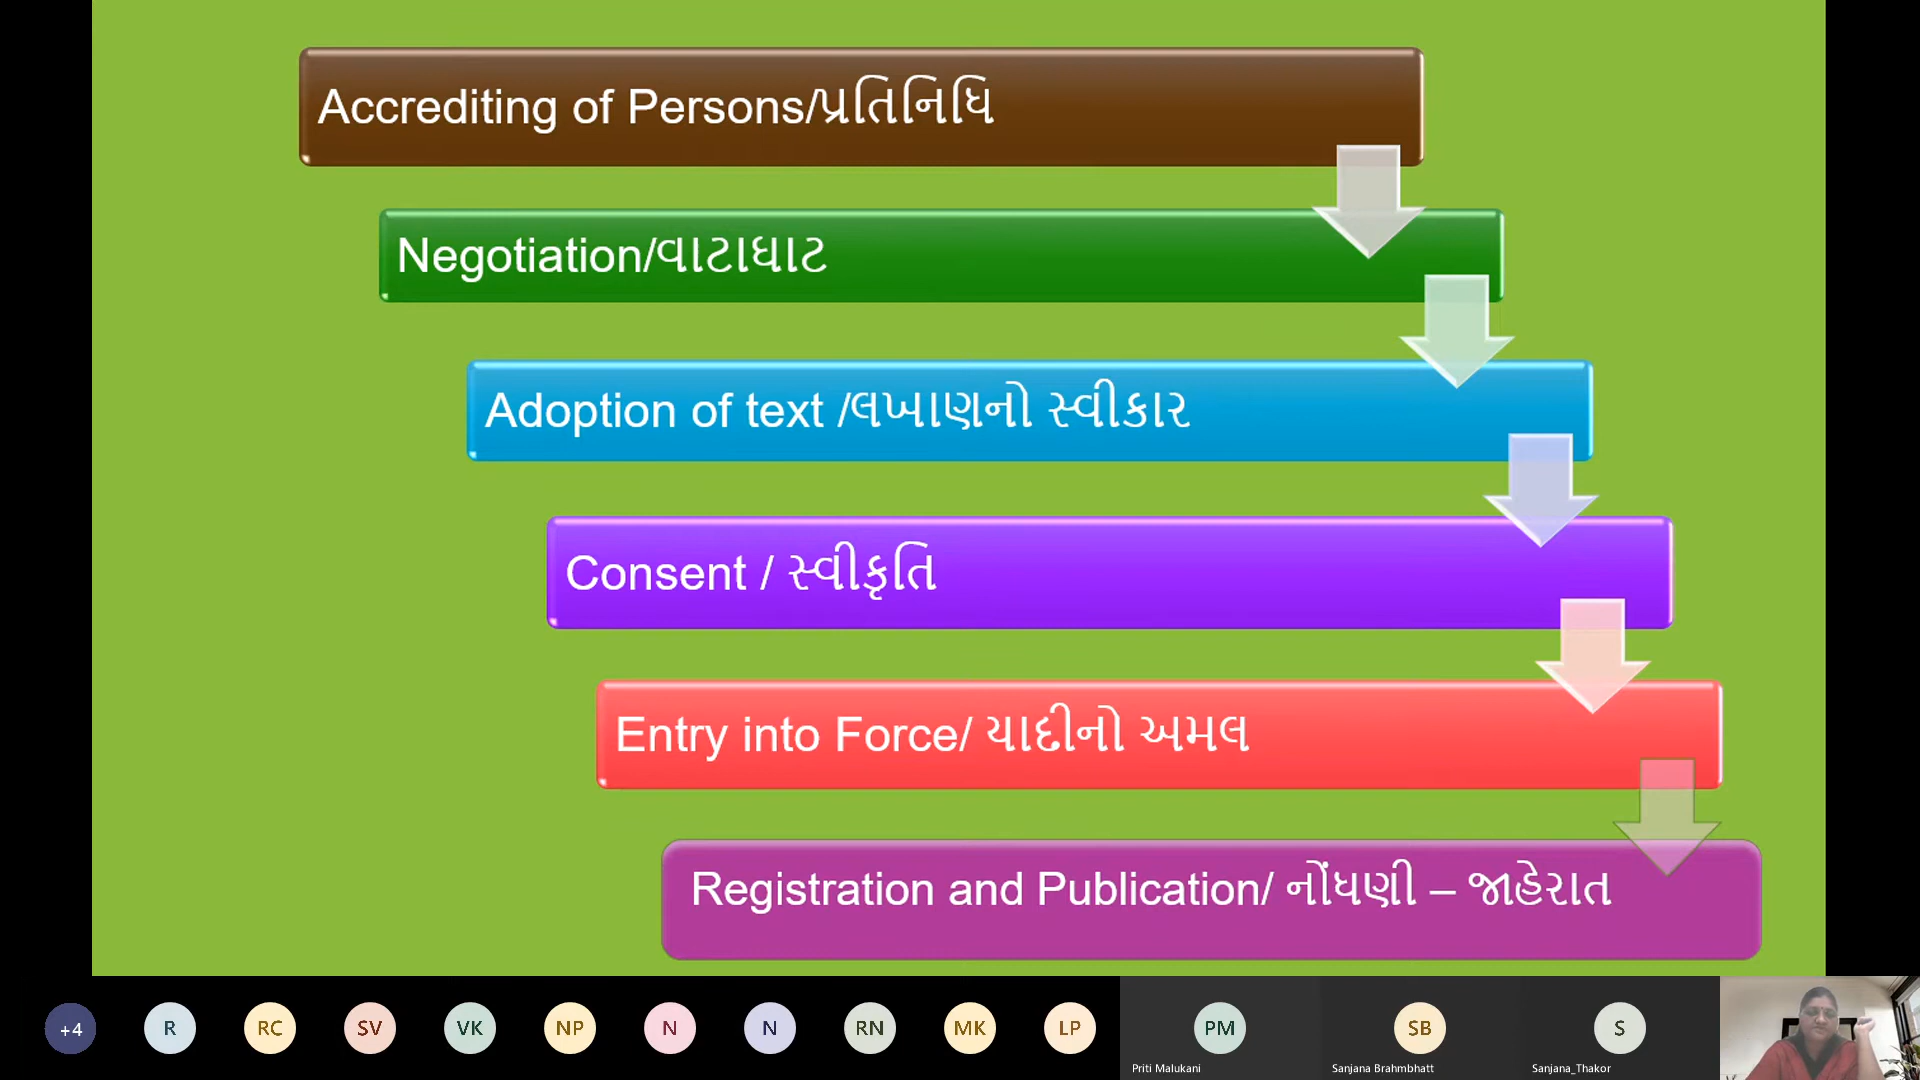 Accrediting of Persons/પ્રતિનિધિ
Negotiation/વાટાઘાટ
Adoption of text /લખાણનો સ્વીકાર
Consent / સ્વીકૃતિ
Entry into Force/ યાદીનો અમલ
Registration and Publication/ નોંધણી – જાહેરાત
+4
R
RC
SV
VK
NP
N
N
RN
MK
LP
PM
SB
S
Priti Malukani
Sanjana Brahmbhatt
Sanjana_Thakor